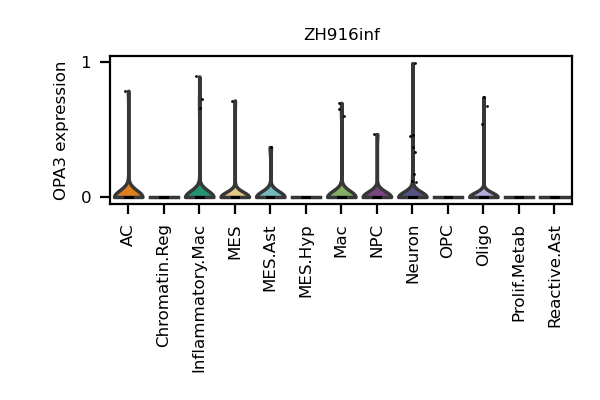 ZH916inf
OPA3 expression
1
0
AC
Chromatin.Reg
Inflammatory.Mac
MES
MES.Ast
MES.Hyp
Mac
NPC
Neuron
OPC
Oligo
Prolif.Metab
Reactive.Ast